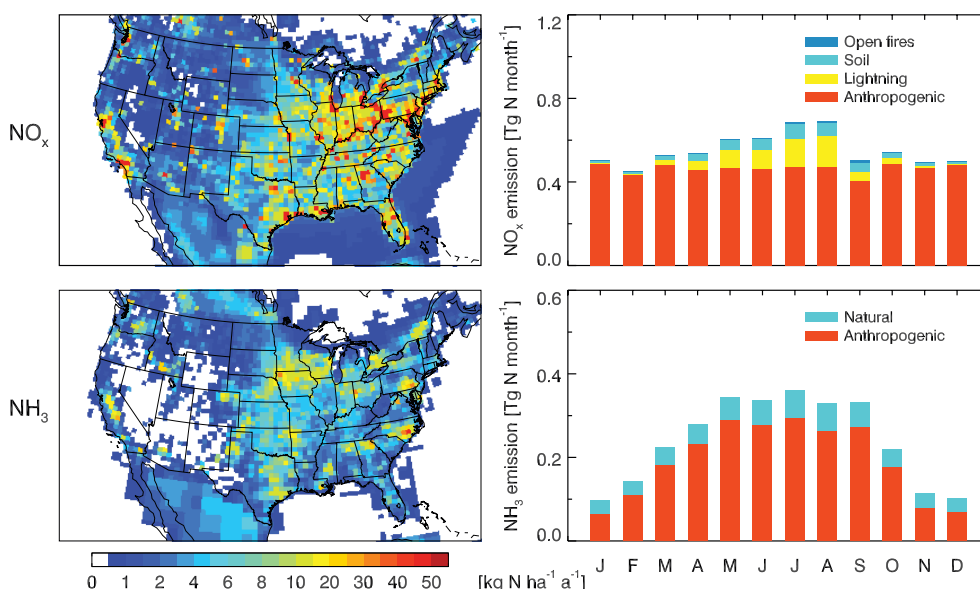 NOx
NOx emission [Tg N month-1]
1.2
0.8
0.4
0.0
Open fires
Soil
Lightning
Anthropogenic
NH3
NH3 emission [Tg N month-1]
0.6
0.4
0.2
0.0
Natural
Anthropogenic
J F M A M J J A S O N D
0 1 2 4 6 8 10 20 30 40 50 [kg N ha-1 a-1]